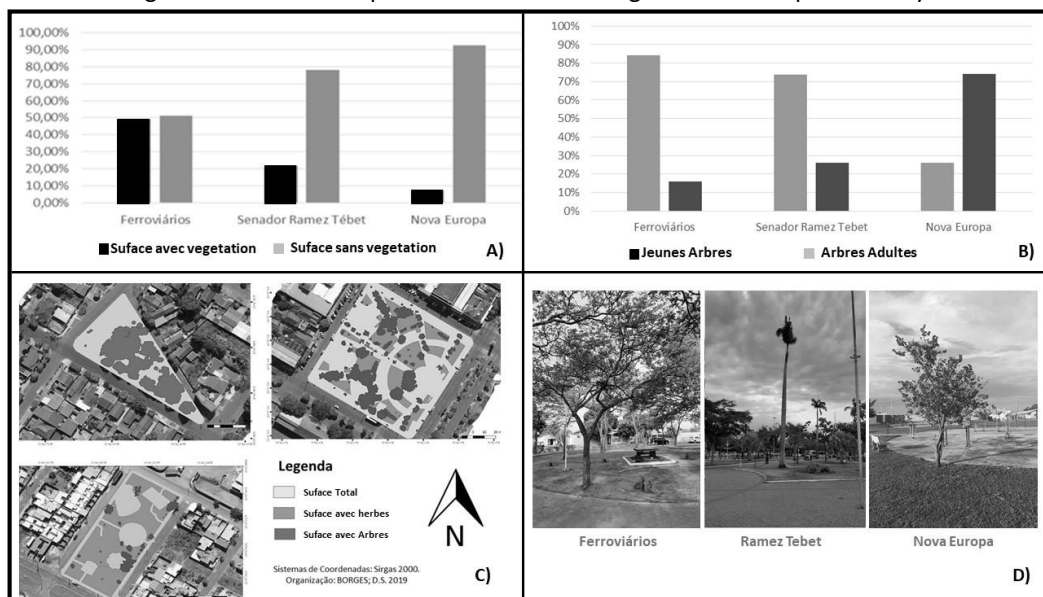 100,00%
90,00%
80,00%
70,00%
60,00%
50,00%
40,00%
30,00%
20,00%
10,00%
0,00%
Ferroviários Senador Ramez Tébet Nova Europa
Suface avec vegetation Suface sans vegetation A)
100%
90%
80%
70%
60%
50%
40%
30%
20%
10%
0%
Ferroviários Senador Ramez Tebet Nova Europa
Jeunes Arbres Arbres Adultes B)
Legenda
Suface Total
Suface avec herbes
Suface avec Arbres
N
Sistemas de Coordenadas: Sirgas 2000.
Organização: BORGES; D.S. 2019
C)
Ferroviários Ramez Tebet Nova Europa
D)